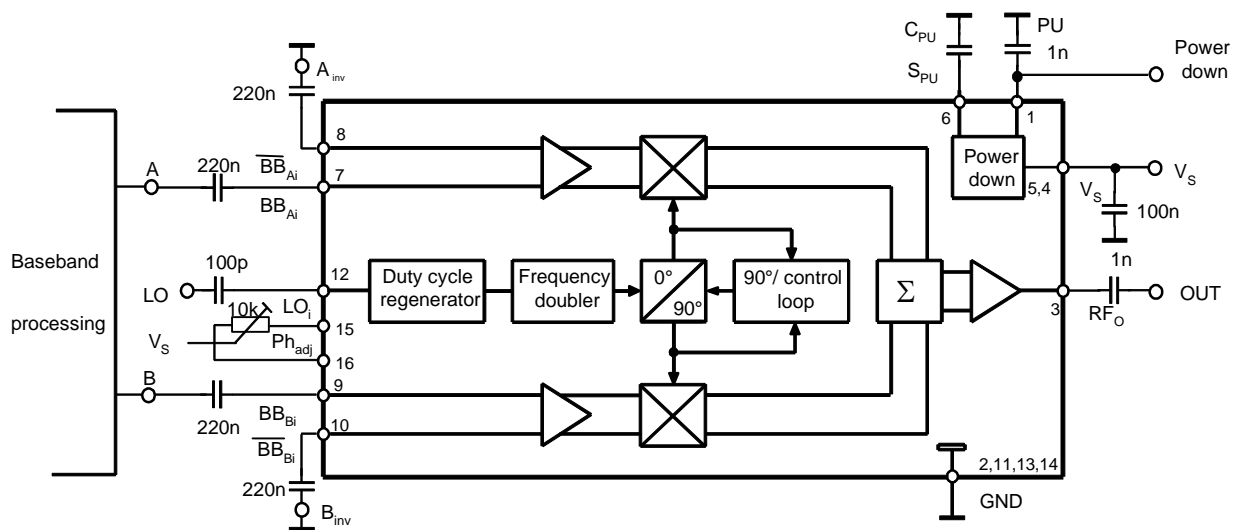 C_PU
PU
1n
Power
down
S_PU
A_inv
220n
6
1
8
Power
down
5,4
V_S
V_S
100n
A
220n
B̅B̅_Ai
7
BB_Ai
Baseband
processing
100p
LO
12
LO_i
Duty cycle
regenerator
Frequency
doubler
0°
90°
90°/ control
loop
Σ
1n
OUT
3
RF_O
10k
15
V_S
Ph_adj
16
B
9
220n
BB_Bi
10
B̅B̅_Bi
220n
B_inv
2,11,13,14
GND